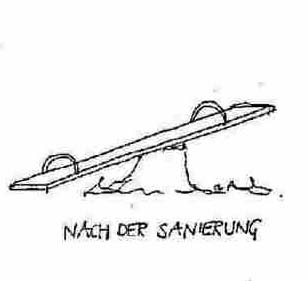 NACH DER SANIERUNG